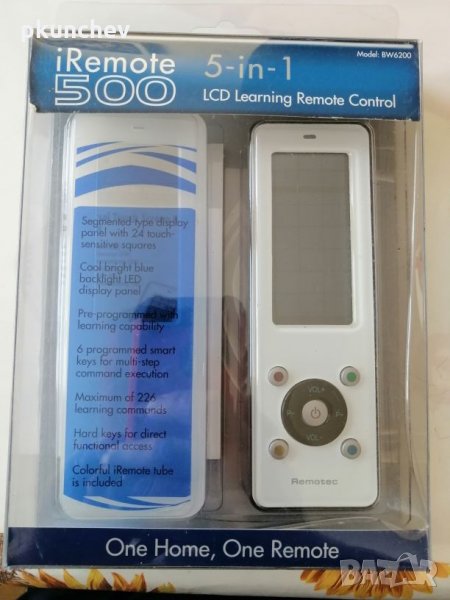 pkunchev
iRemote
500
5-in-1
Model: BW6200
LCD Learning Remote Control
Segmented-type display
panel with 24 touch-
sensitive squares
Cool bright blue
backlight LED
display panel
Pre-programmed with
learning capability
6 programmed smart
keys for multi-step
command execution
Maximum of 226
learning commands
Hard keys for direct
functional access
Colorful iRemote tube
is included
VOL+
P-
P+
VOL-
Remotec
One Home, One Remote
BAZAR